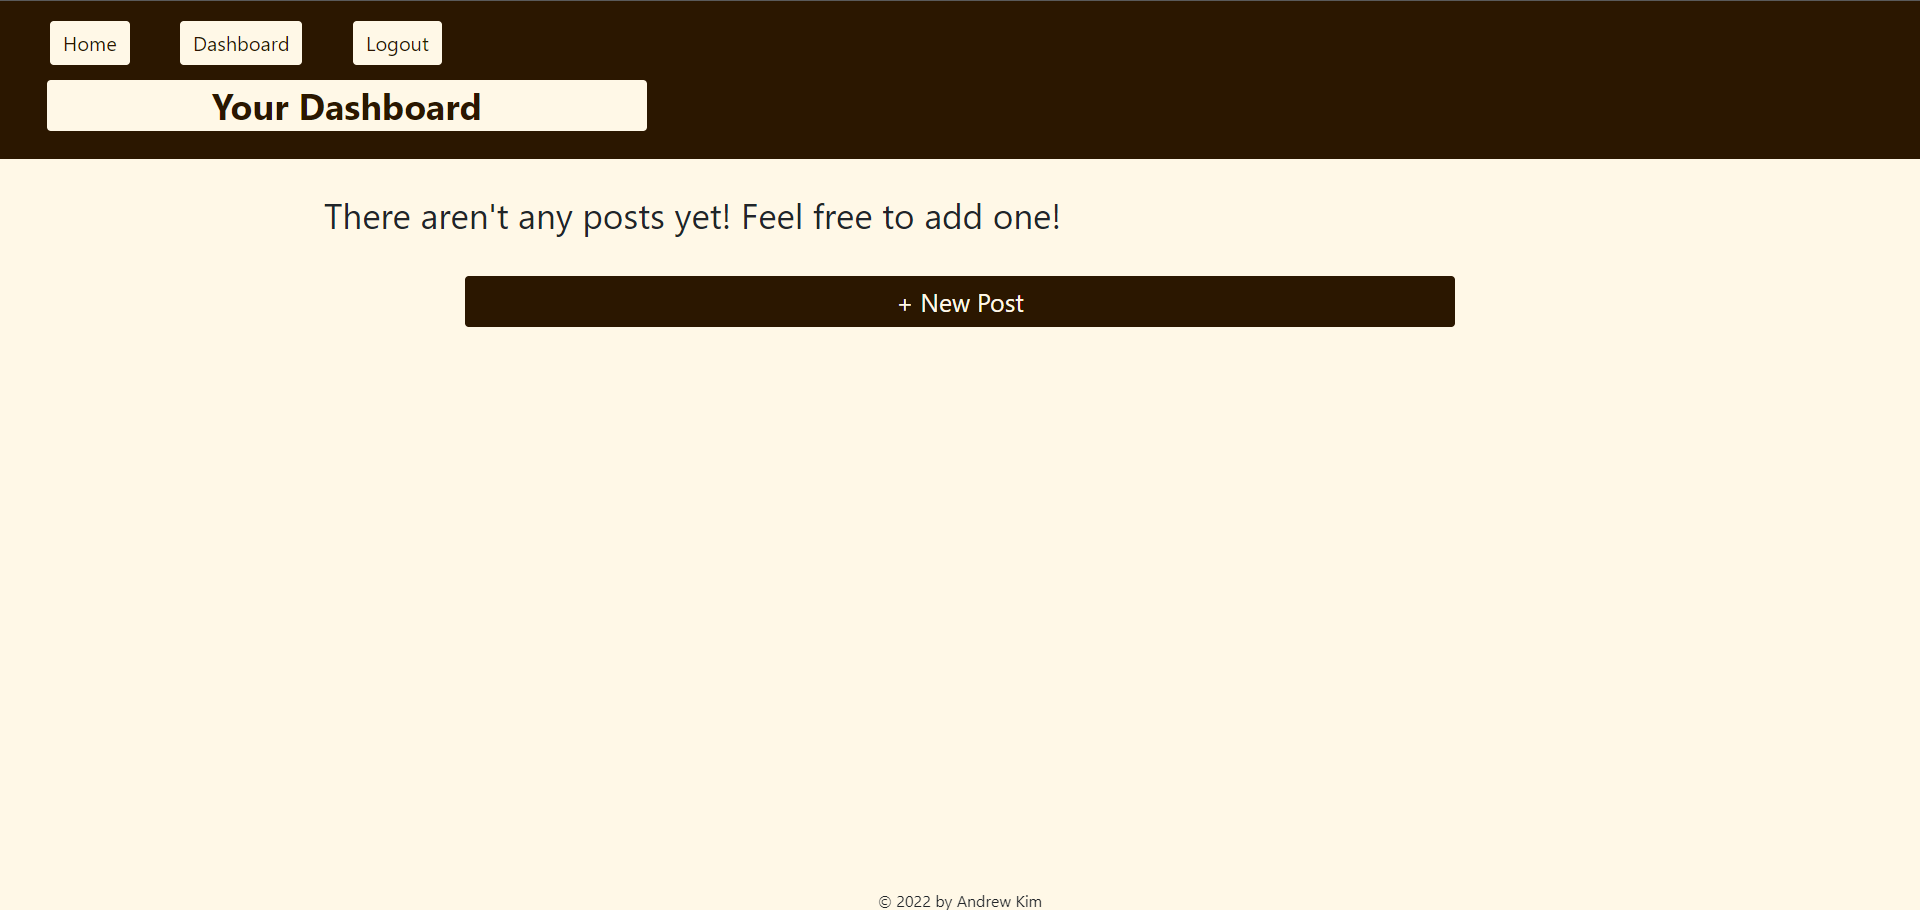 Home Dashboard Logout
Your Dashboard
There aren't any posts yet! Feel free to add one!
+ New Post
© 2022 by Andrew Kim